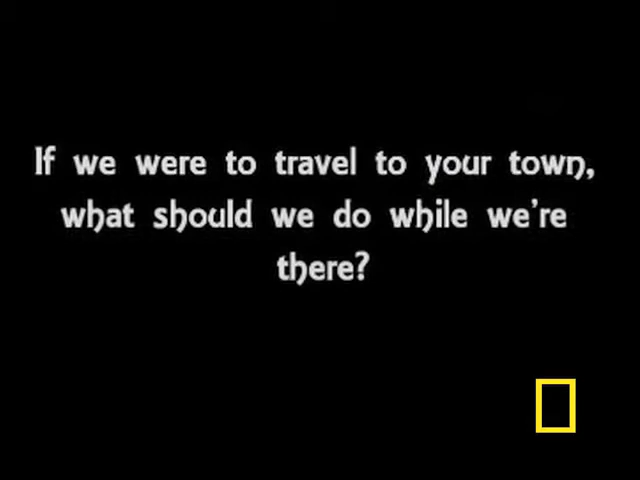 If we were to travel to your town,
what should we do while we're
there?